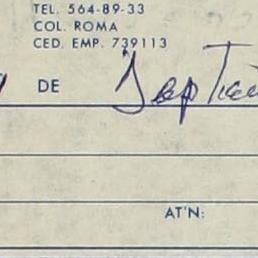 TEL. 564-89-33
COL. ROMA
CED. EMP. 739113
DE
AT'N: